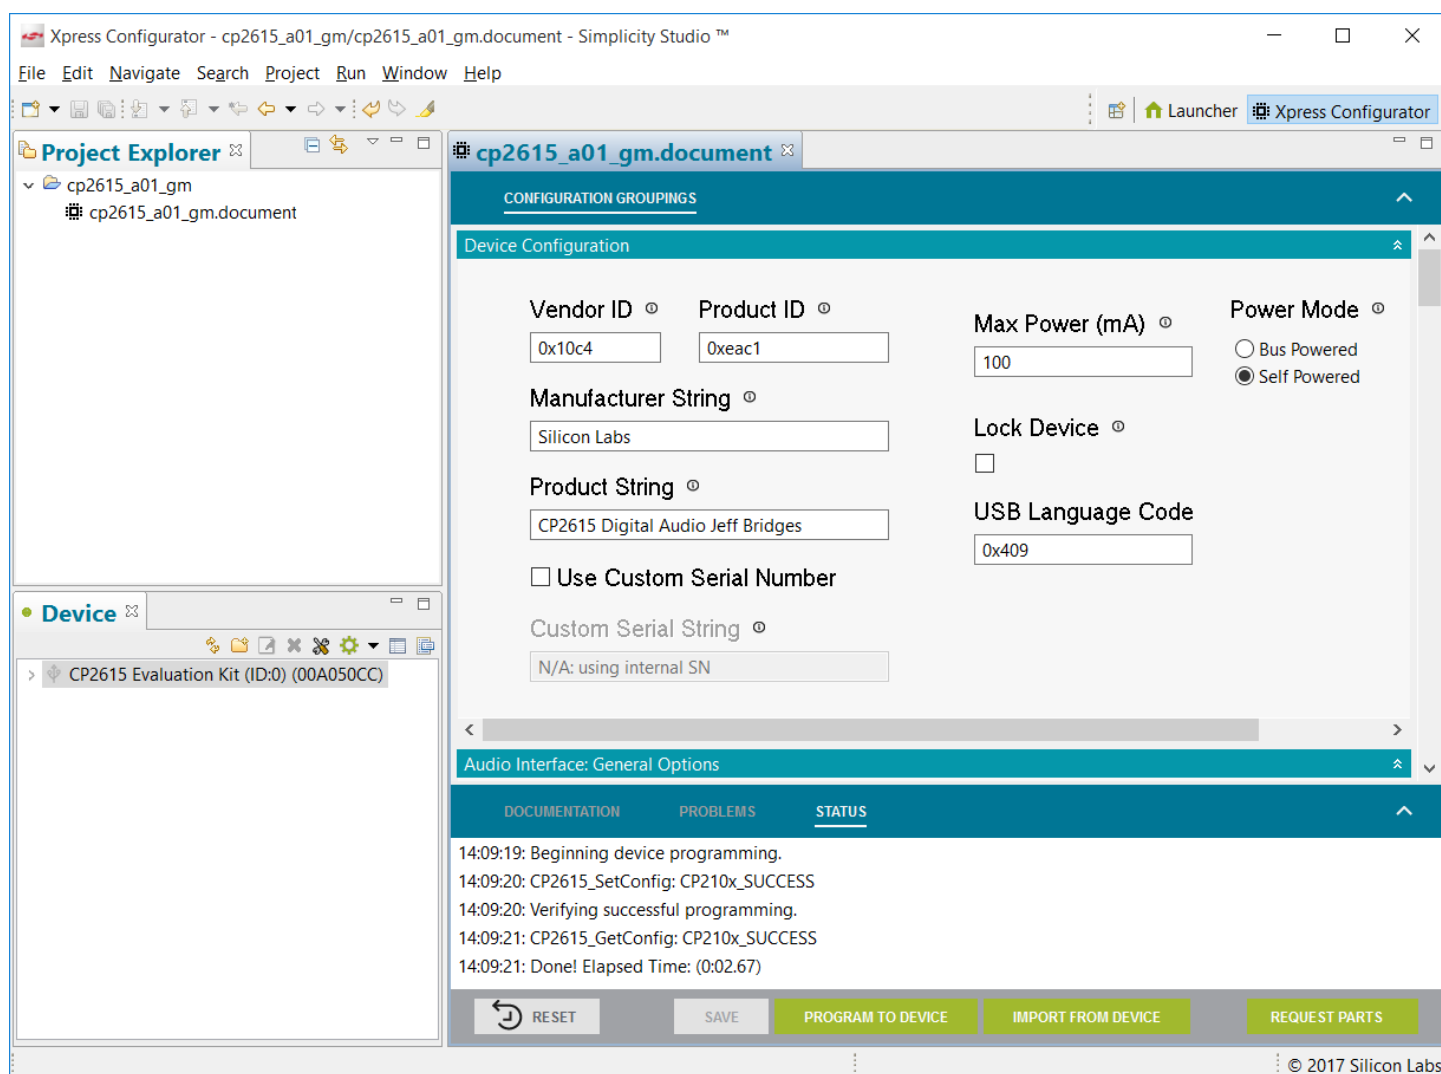 Xpress Configurator - cp2615_a01_gm/cp2615_a01_gm.document - Simplicity Studio ™
File Edit Navigate Search Project Run Window Help
Launcher Xpress Configurator
Project Explorer
cp2615_a01_gm
cp2615_a01_gm.document
Device
CP2615 Evaluation Kit (ID:0) (00A050CC)
cp2615_a01_gm.document
CONFIGURATION GROUPINGS
Device Configuration
Vendor ID Product ID
0x10c4 0xeac1
Manufacturer String
Silicon Labs
Product String
CP2615 Digital Audio Jeff Bridges
Use Custom Serial Number
Custom Serial String
N/A: using internal SN
Max Power (mA)
100
Lock Device
USB Language Code
0x409
Power Mode
Bus Powered
Self Powered
Audio Interface: General Options
DOCUMENTATION PROBLEMS STATUS
14:09:19: Beginning device programming.
14:09:20: CP2615_SetConfig: CP210x_SUCCESS
14:09:20: Verifying successful programming.
14:09:21: CP2615_GetConfig: CP210x_SUCCESS
14:09:21: Done! Elapsed Time: (0:02.67)
RESET SAVE PROGRAM TO DEVICE IMPORT FROM DEVICE REQUEST PARTS
© 2017 Silicon Labs